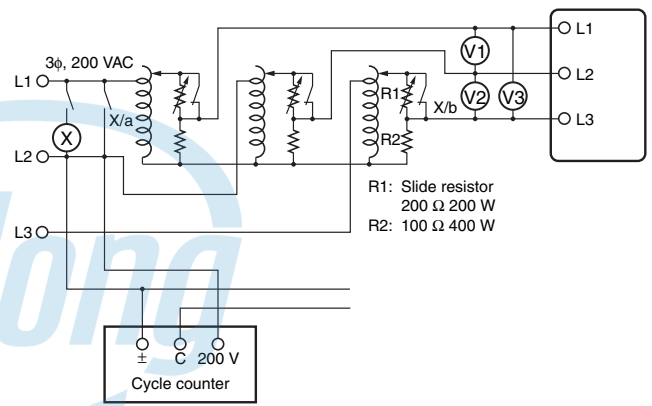 3ϕ, 200 VAC
L1
L2
L3
X
X/a
R1
R2
X/b
V1
V2
V3
L1
L2
L3
R1: Slide resistor
200 Ω 200 W
R2: 100 Ω 400 W
± C 200 V
Cycle counter
long